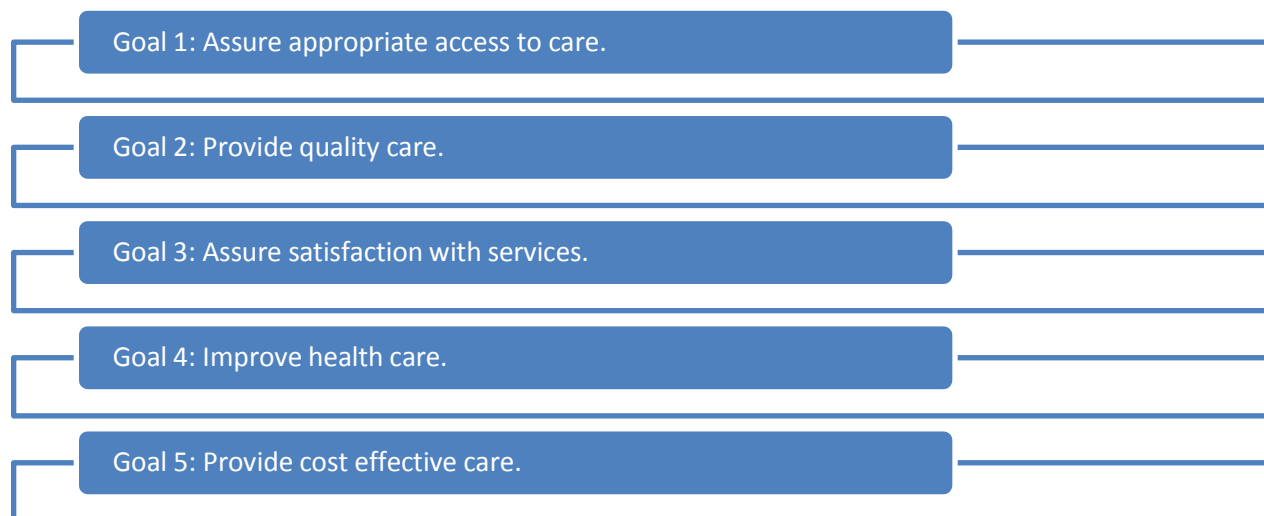 Goal 1: Assure appropriate access to care.
Goal 2: Provide quality care.
Goal 3: Assure satisfaction with services.
Goal 4: Improve health care.
Goal 5: Provide cost effective care.